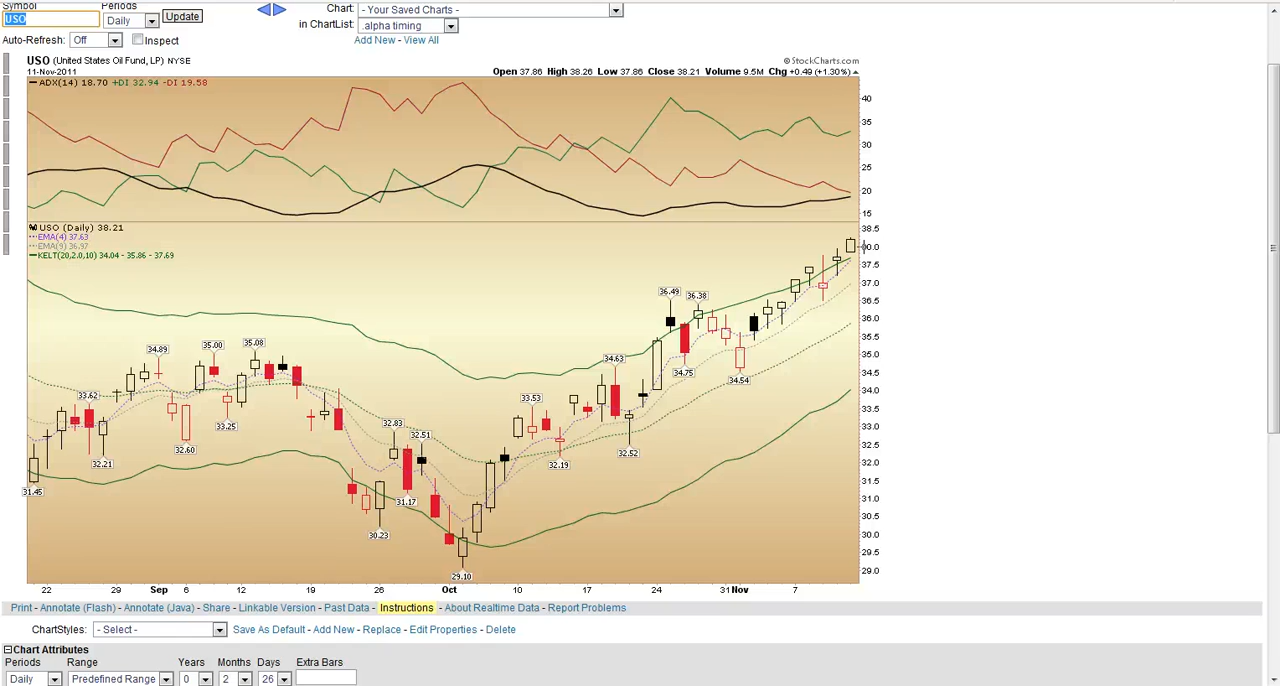 Symbol Periods
USO Daily Update Chart: - Your Saved Charts -
in ChartList: .alpha timing
Auto-Refresh: Off Inspect Add New - View All
USO (United States Oil Fund, LP) NYSE ©StockCharts.com
11-Nov-2011 Open 37.86 High 38.26 Low 37.86 Close 38.21 Volume 9.5M Chg +0.49 (+1.30%)
ADX(14) 18.70 +DI 32.94 -DI 19.58
40
35
30
25
20
15
USO (Daily) 38.21
EMA(4) 37.63
EMA(9) 36.97
KELT(20,2.0,10) 34.04 - 35.86 - 37.69
38.5
37.5
37.0
36.5
36.0
35.5
35.0
34.5
34.0
33.5
33.0
32.5
32.0
31.5
31.0
30.5
30.0
29.5
29.0
36.49 36.38
34.89 35.00 35.08
34.63
34.75
34.54
33.62
33.53
33.25
32.83
32.51
32.60
32.52
32.21
32.19
31.45
31.17
30.23
29.10
22 29 Sep 6 12 19 26 Oct 10 17 24 31 Nov 7
Print - Annotate (Flash) - Annotate (Java) - Share - Linkable Version - Past Data - Instructions - About Realtime Data - Report Problems
ChartStyles: - Select - Save As Default - Add New - Replace - Edit Properties - Delete
Chart Attributes
Periods Range Years Months Days Extra Bars
Daily Predefined Range 0 2 26